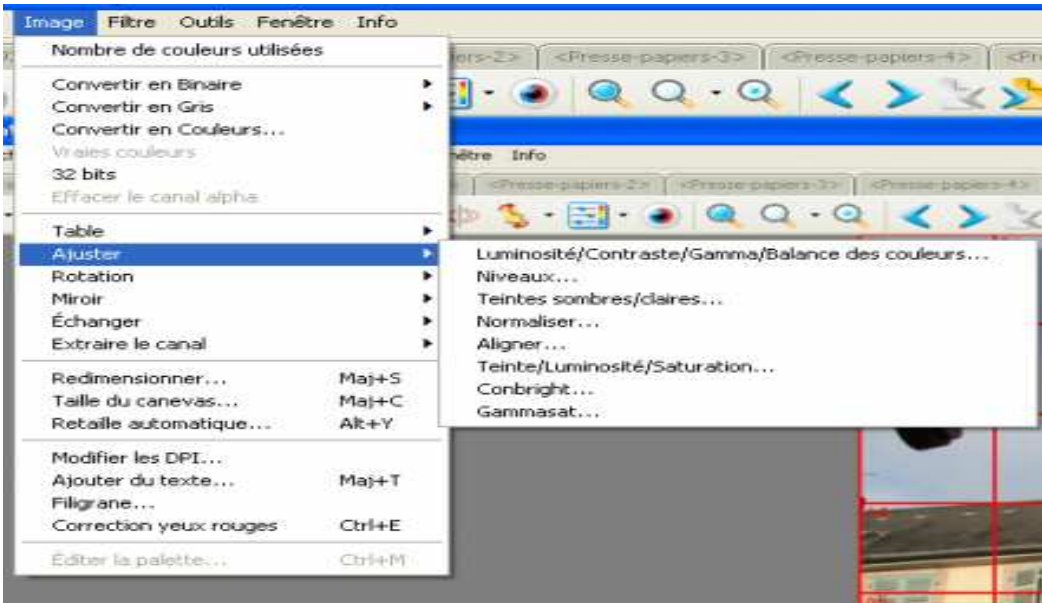 Image Filtre Outils Fenêtre Info
Nombre de couleurs utilisées
<Presse-papiers-3> <Presse-papiers-4>
Convertir en Binaire
Convertir en Gris
Convertir en Couleurs...
Vraies couleurs
Info
32 bits
<Presse-papiers-2> <Presse-papiers-3> <Presse-papiers-4>
Effacer le canal alpha
Table
Ajuster
Luminosité/Contraste/Gamma/Balance des couleurs...
Rotation
Niveaux...
Miroir
Teintes sombres/claires...
Échanger
Normaliser...
Extraire le canal
Aligner...
Redimensionner... Maj+S
Teinte/Luminosité/Saturation...
Taille du canevas... Maj+C
Conbright...
Retaille automatique... Alt+Y
Gammasat...
Modifier les DPI...
Ajouter du texte... Maj+T
Filigrane...
Correction yeux rouges Ctrl+E
Éditer la palette... Ctrl+M